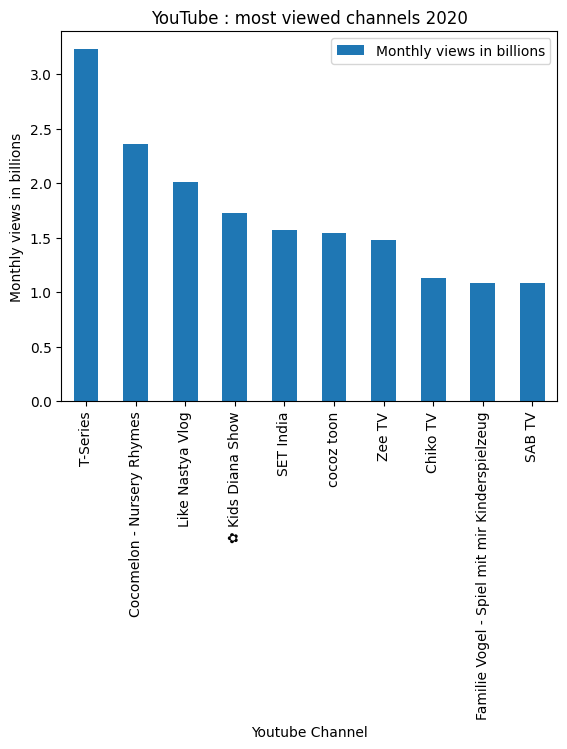 YouTube : most viewed channels 2020
Monthly views in billions
Monthly views in billions
3.0
2.5
2.0
1.5
1.0
0.5
0.0
T-Series
Cocomelon - Nursery Rhymes
Like Nastya Vlog
✿ Kids Diana Show
SET India
cocoz toon
Zee TV
Chiko TV
Familie Vogel - Spiel mit mir Kinderspielzeug
SAB TV
Youtube Channel